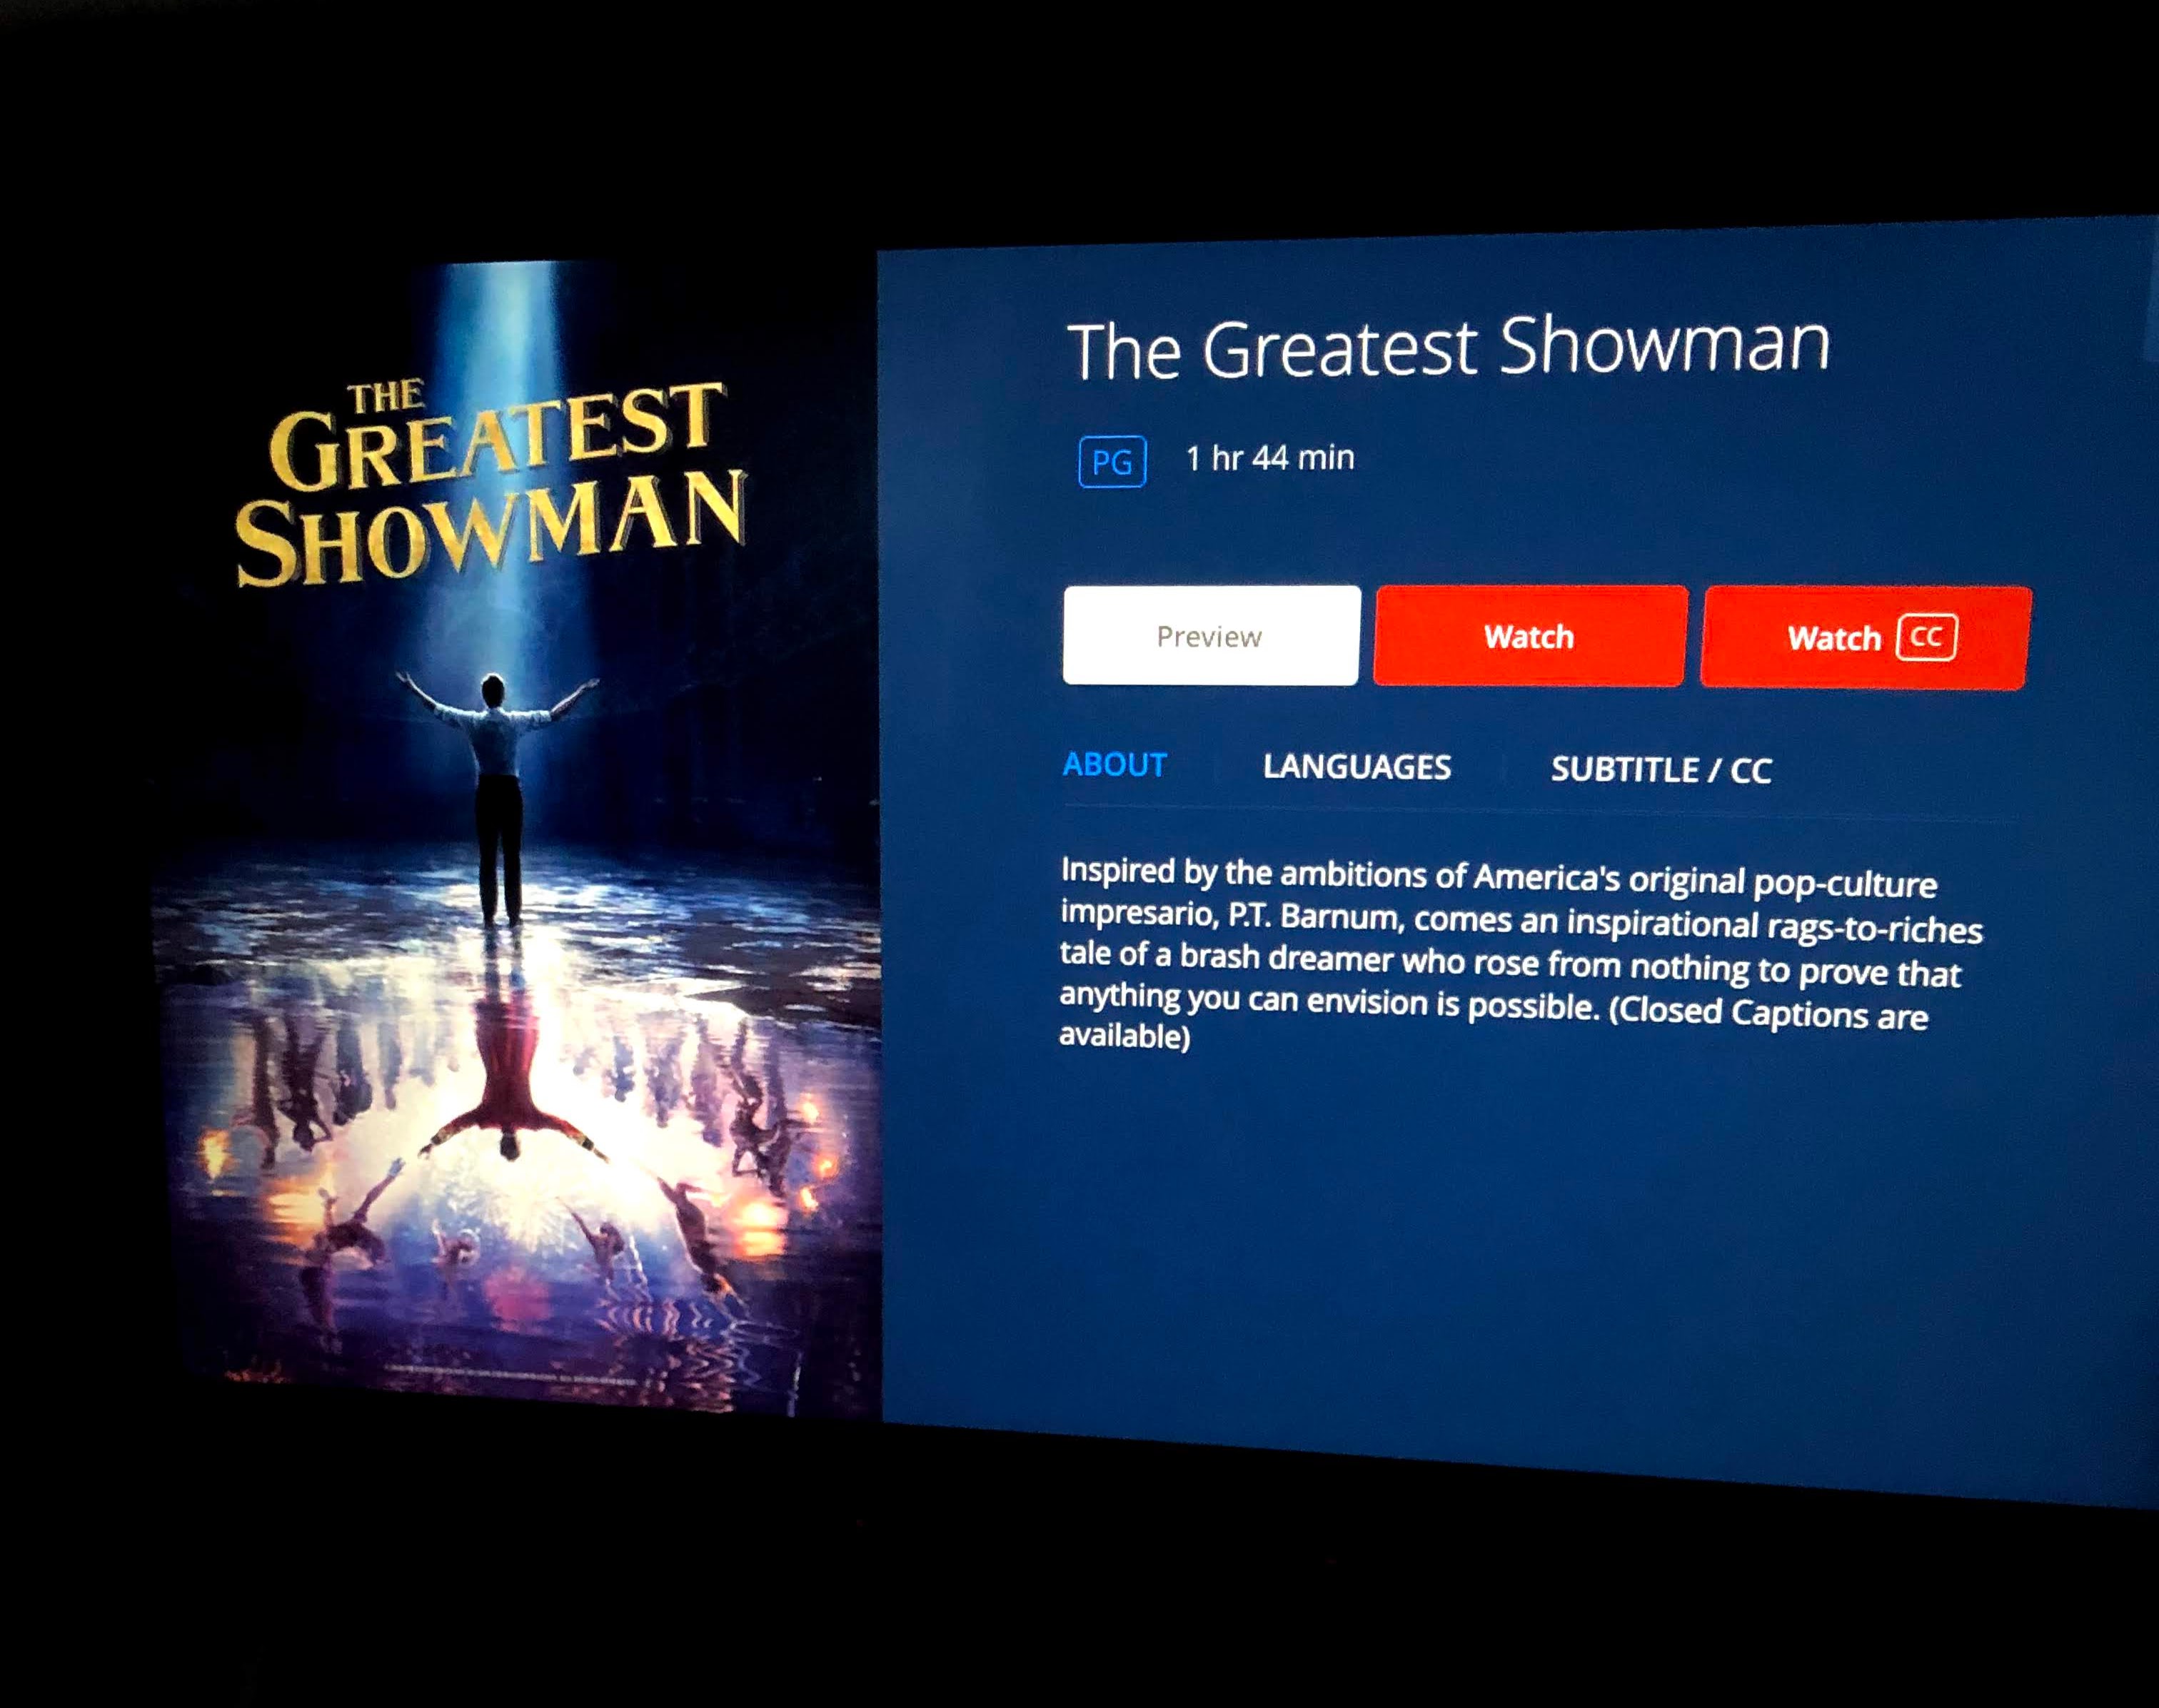 THE
GREATEST
SHOWMAN
The Greatest Showman
PG 1 hr 44 min
Preview Watch Watch CC
ABOUT LANGUAGES SUBTITLE / CC
Inspired by the ambitions of America's original pop-culture
impresario, P.T. Barnum, comes an inspirational rags-to-riches
tale of a brash dreamer who rose from nothing to prove that
anything you can envision is possible. (Closed Captions are
available)